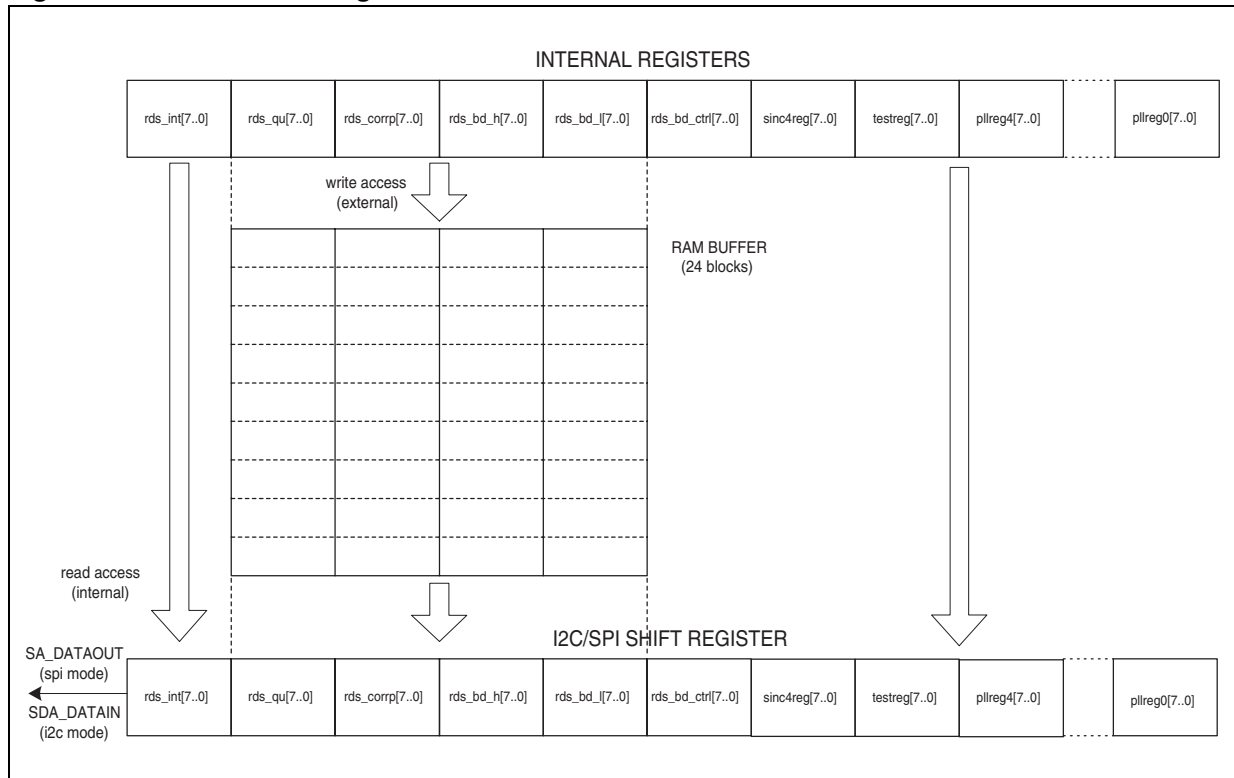 INTERNAL REGISTERS
rds_int[7..0] rds_qu[7..0] rds_corrp[7..0] rds_bd_h[7..0] rds_bd_l[7..0] rds_bd_ctrl[7..0] sinc4reg[7..0] testreg[7..0] pllreg4[7..0] pllreg0[7..0]
write access
(external)
RAM BUFFER
(24 blocks)
read access
(internal)
I2C/SPI SHIFT REGISTER
SA_DATAOUT
(spi mode)
SDA_DATAIN
(i2c mode)
rds_int[7..0] rds_qu[7..0] rds_corrp[7..0] rds_bd_h[7..0] rds_bd_l[7..0] rds_bd_ctrl[7..0] sinc4reg[7..0] testreg[7..0] pllreg4[7..0] pllreg0[7..0]